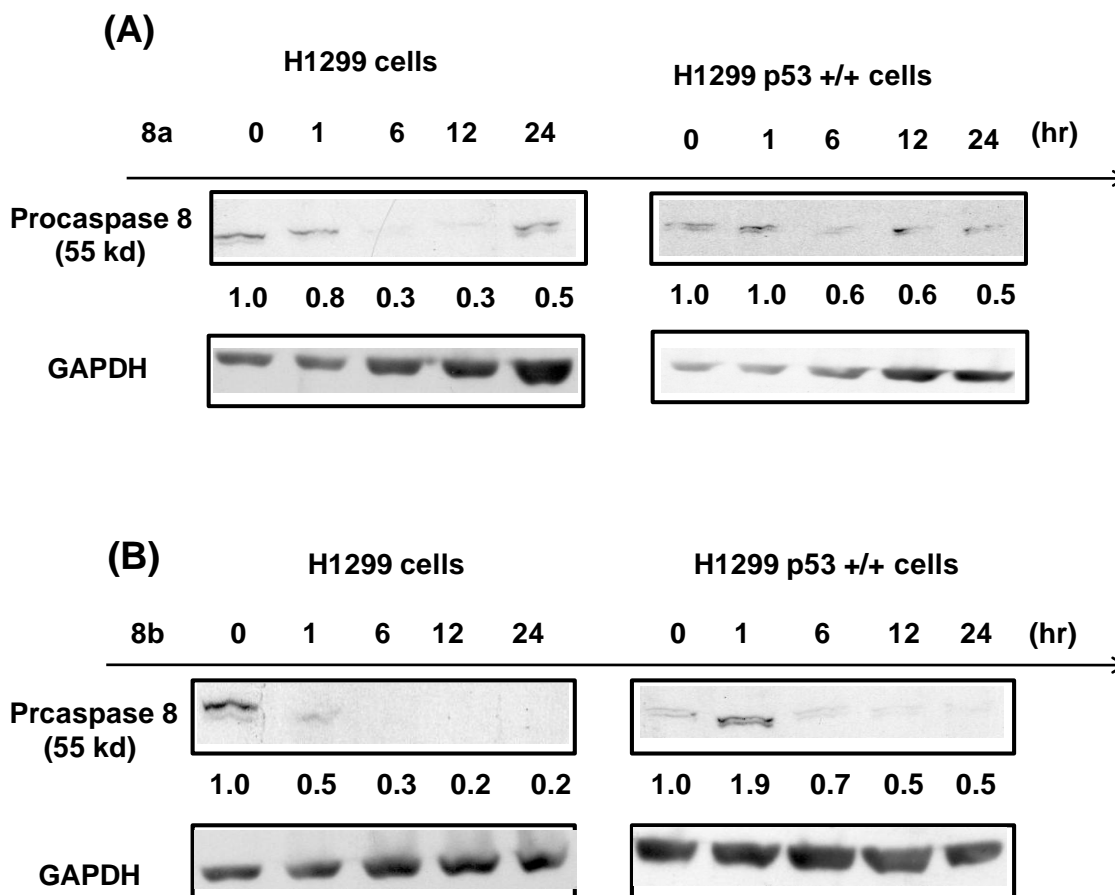 (A)
H1299 cells
H1299 p53 +/+ cells
8a 0 1 6 12 24 0 1 6 12 24 (hr)
Procaspase 8
(55 kd)
1.0 0.8 0.3 0.3 0.5 1.0 1.0 0.6 0.6 0.5
GAPDH
(B)
H1299 cells H1299 p53 +/+ cells
8b 0 1 6 12 24 0 1 6 12 24 (hr)
Prcaspase 8
(55 kd)
1.0 0.5 0.3 0.2 0.2 1.0 1.9 0.7 0.5 0.5
GAPDH